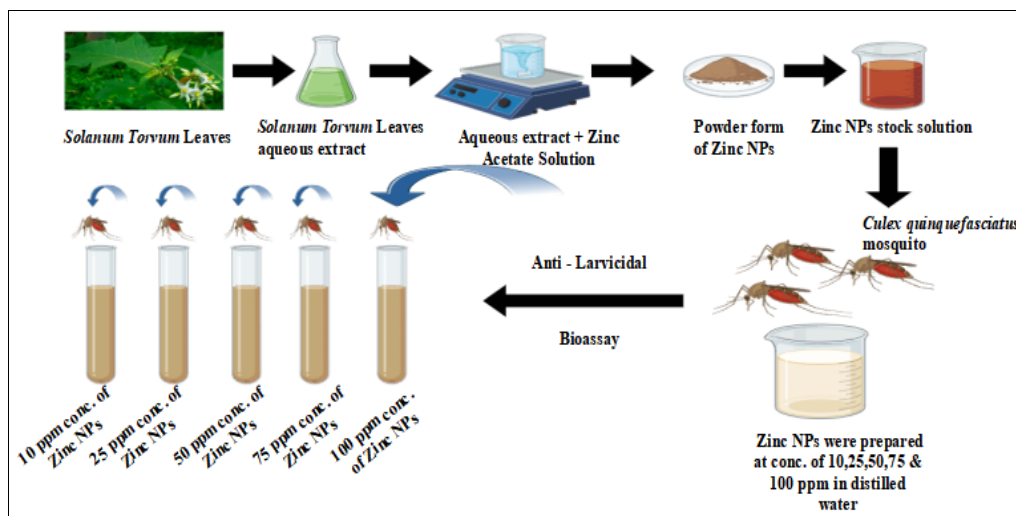 Solanum Torvum Leaves
Solanum Torvum Leaves
aqueous extract
Aqueous extract + Zinc
Acetate Solution
Powder form
of Zinc NPs
Zinc NPs stock solution
Culex quinquefasciatus
mosquito
Anti - Larvicidal
Bioassay
10 ppm conc. of
Zinc NPs
25 ppm conc. of
Zinc NPs
50 ppm conc. of
Zinc NPs
75 ppm conc. of
Zinc NPs
100 ppm conc.
of Zinc NPs
Zinc NPs were prepared
at conc. of 10,25,50,75 &
100 ppm in distilled
water